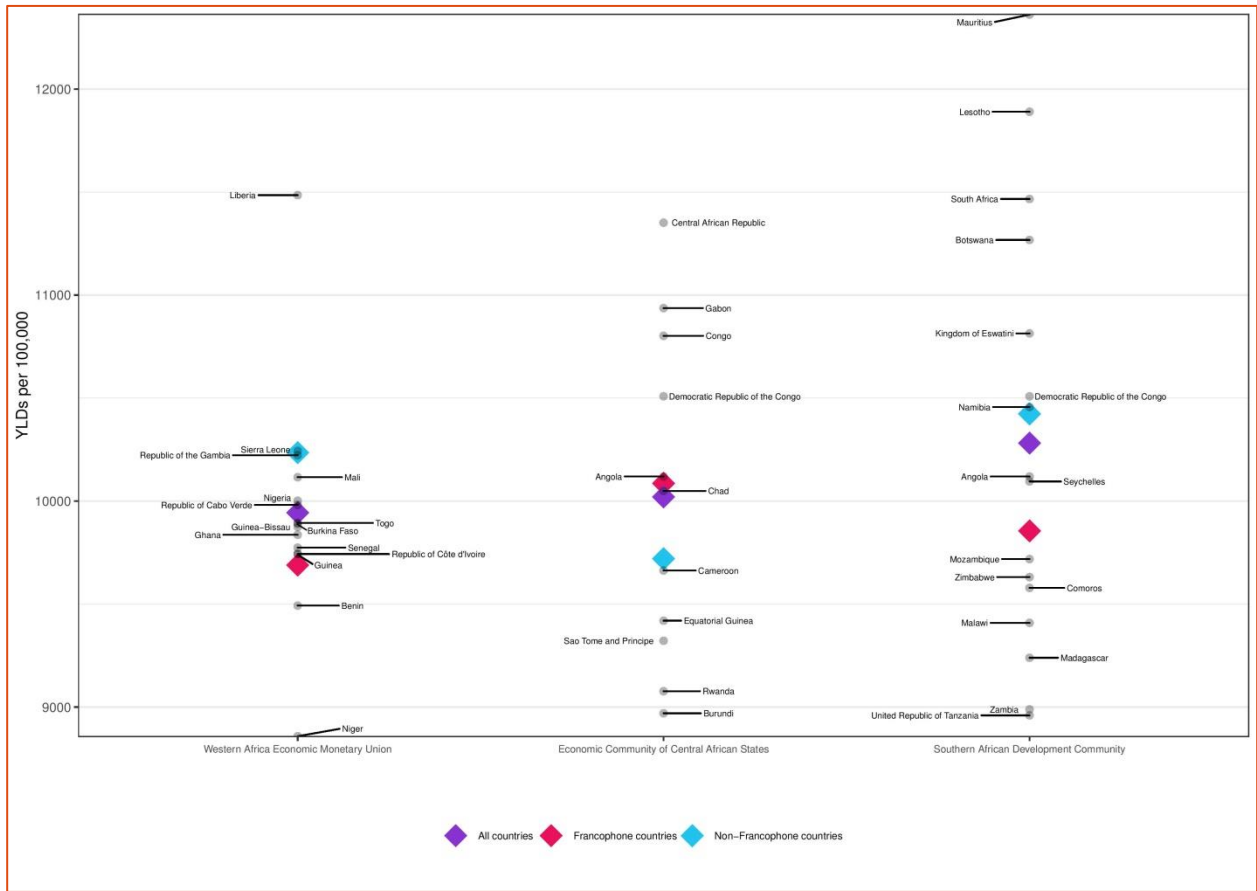 YLDs per 100,000
12000
11000
10000
9000
Liberia
Sierra Leone
Republic of the Gambia
Mali
Nigeria
Republic of Cabo Verde
Togo
Guinea−Bissau
Burkina Faso
Ghana
Senegal
Republic of Côte d'Ivoire
Guinea
Benin
Niger
Central African Republic
Gabon
Congo
Democratic Republic of the Congo
Angola
Chad
Cameroon
Equatorial Guinea
Sao Tome and Principe
Rwanda
Burundi
Mauritius
Lesotho
South Africa
Botswana
Kingdom of Eswatini
Democratic Republic of the Congo
Namibia
Angola
Seychelles
Mozambique
Zimbabwe
Comoros
Malawi
Madagascar
Zambia
United Republic of Tanzania
Western Africa Economic Monetary Union
Economic Community of Central African States
Southern African Development Community
All countries
Francophone countries
Non−Francophone countries